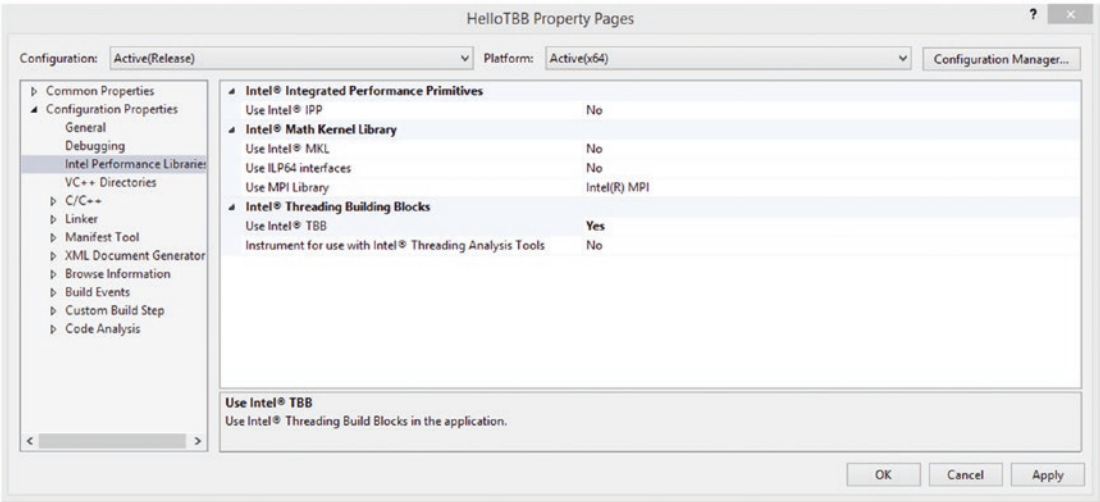 HelloTBB Property Pages
?
Configuration: Active(Release) Platform: Active(x64) Configuration Manager...
Common Properties
Configuration Properties
General
Debugging
Intel Performance Libraries
VC++ Directories
C/C++
Linker
Manifest Tool
XML Document Generator
Browse Information
Build Events
Custom Build Step
Code Analysis
Intel® Integrated Performance Primitives
Use Intel® IPP No
Intel® Math Kernel Library
Use Intel® MKL No
Use ILP64 interfaces No
Use MPI Library Intel(R) MPI
Intel® Threading Building Blocks
Use Intel® TBB Yes
Instrument for use with Intel® Threading Analysis Tools No
Use Intel® TBB
Use Intel® Threading Build Blocks in the application.
OK Cancel Apply